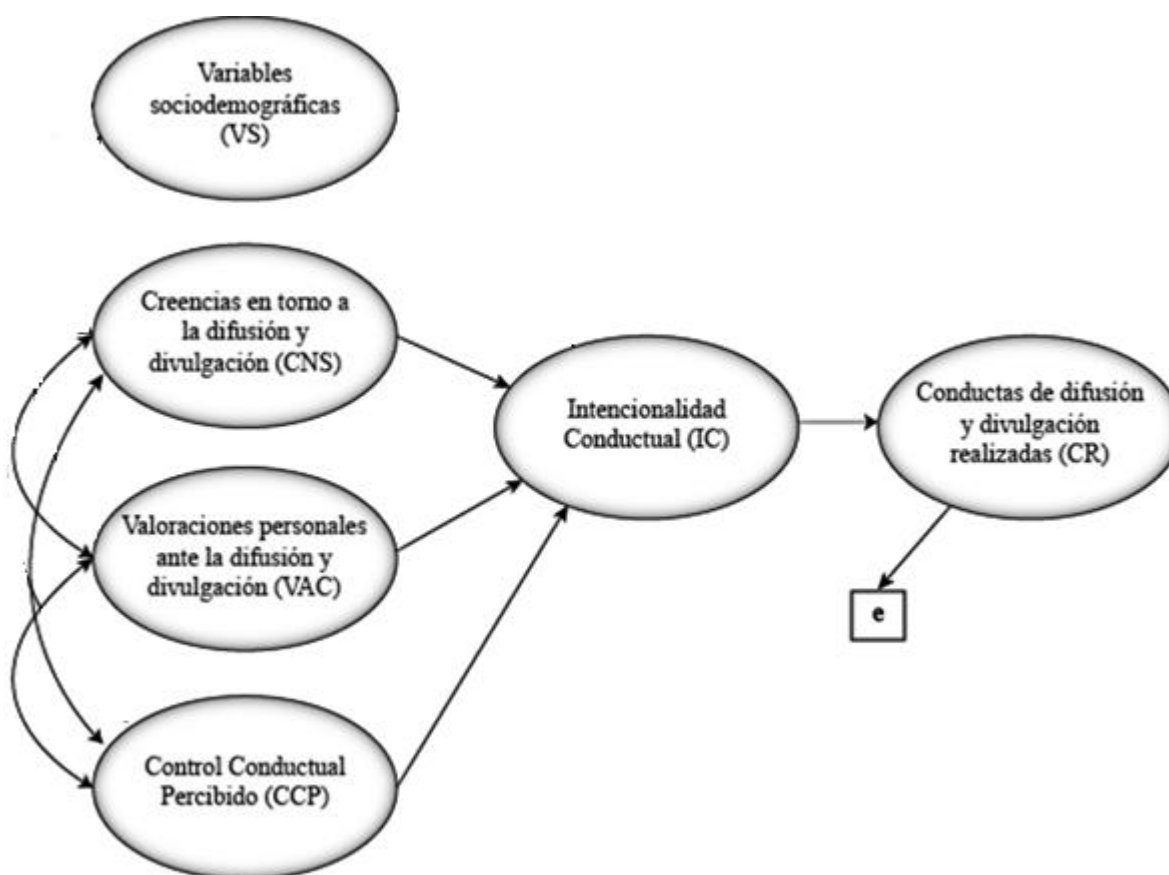 Variables
sociodemográficas
(VS)
Creencias en torno a
la difusión y
divulgación (CNS)
Valoraciones personales
ante la difusión y
divulgación (VAC)
Control Conductual
Percibido (CCP)
Intencionalidad
Conductual (IC)
Conductas de difusión
y divulgación
realizadas (CR)
e